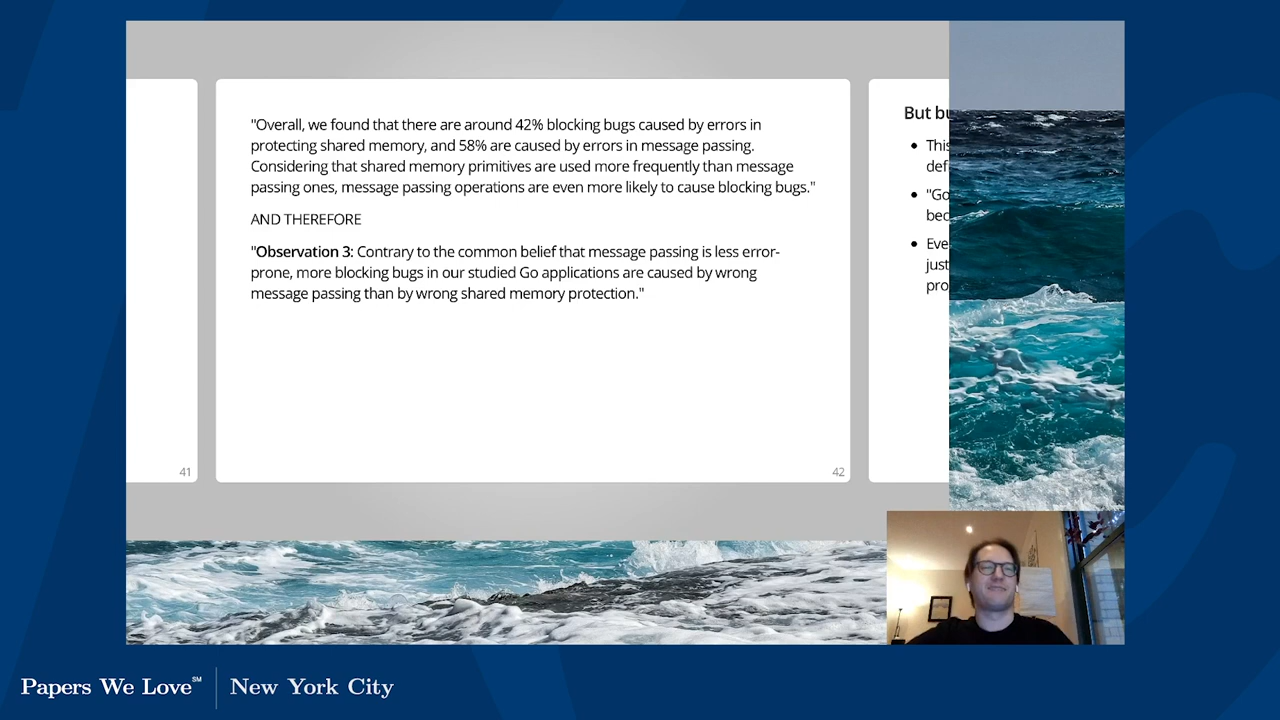 "Overall, we found that there are around 42% blocking bugs caused by errors in
protecting shared memory, and 58% are caused by errors in message passing.
Considering that shared memory primitives are used more frequently than message
passing ones, message passing operations are even more likely to cause blocking bugs."
AND THEREFORE
"Observation 3: Contrary to the common belief that message passing is less error-
prone, more blocking bugs in our studied Go applications are caused by wrong
message passing than by wrong shared memory protection."
41
42
But
This
"Go
Papers We Love℠
New York City